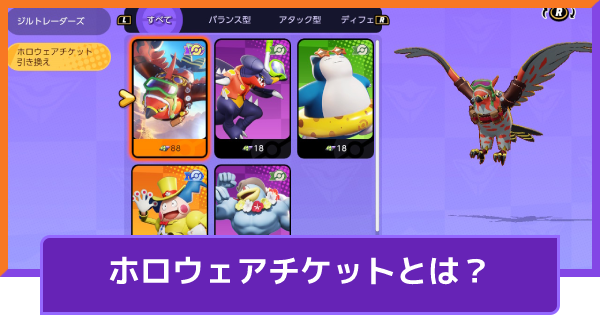 ジルトレーダーズ
L すべて バランス型 アタック型 ディフェ R
R
ホロウェアチケット
引き換え
88
18
18
ホロウェアチケットとは？